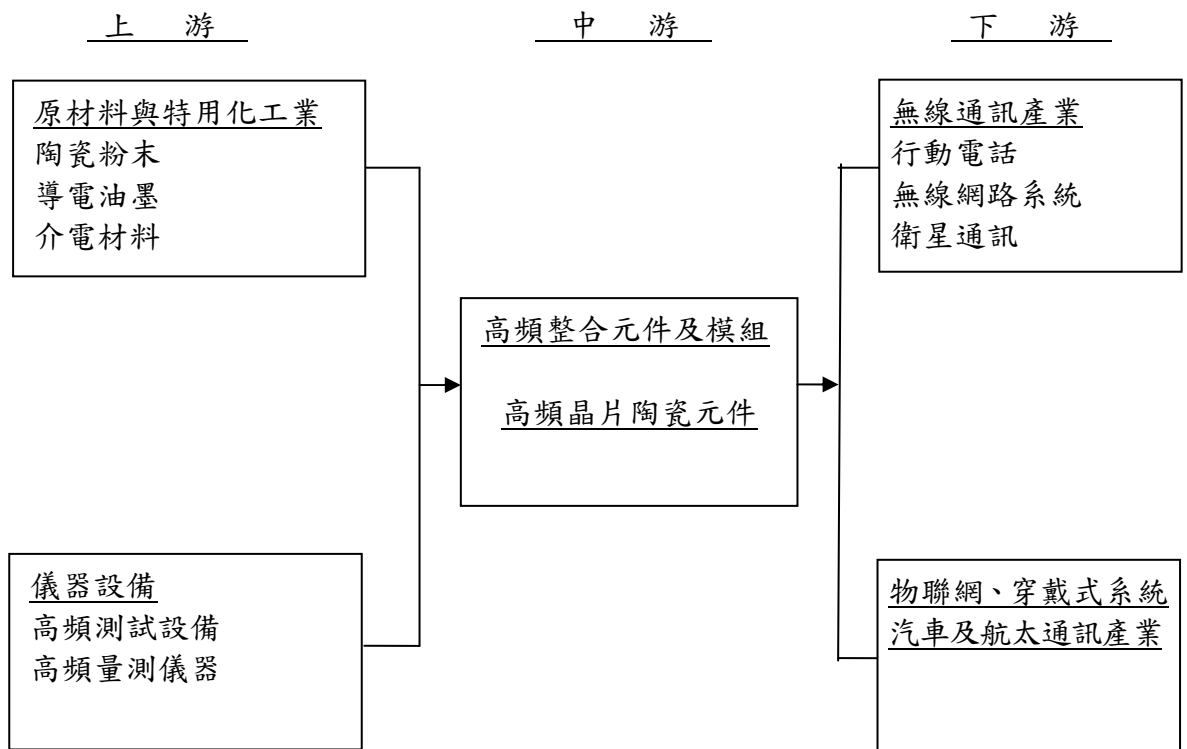 上 游
中 游
下 游
原材料與特用化工業
陶瓷粉末
導電油墨
介電材料
無線通訊產業
行動電話
無線網路系統
衛星通訊
高頻整合元件及模組
高頻晶片陶瓷元件
儀器設備
高頻測試設備
高頻量測儀器
物聯網、穿戴式系統
汽車及航太通訊產業